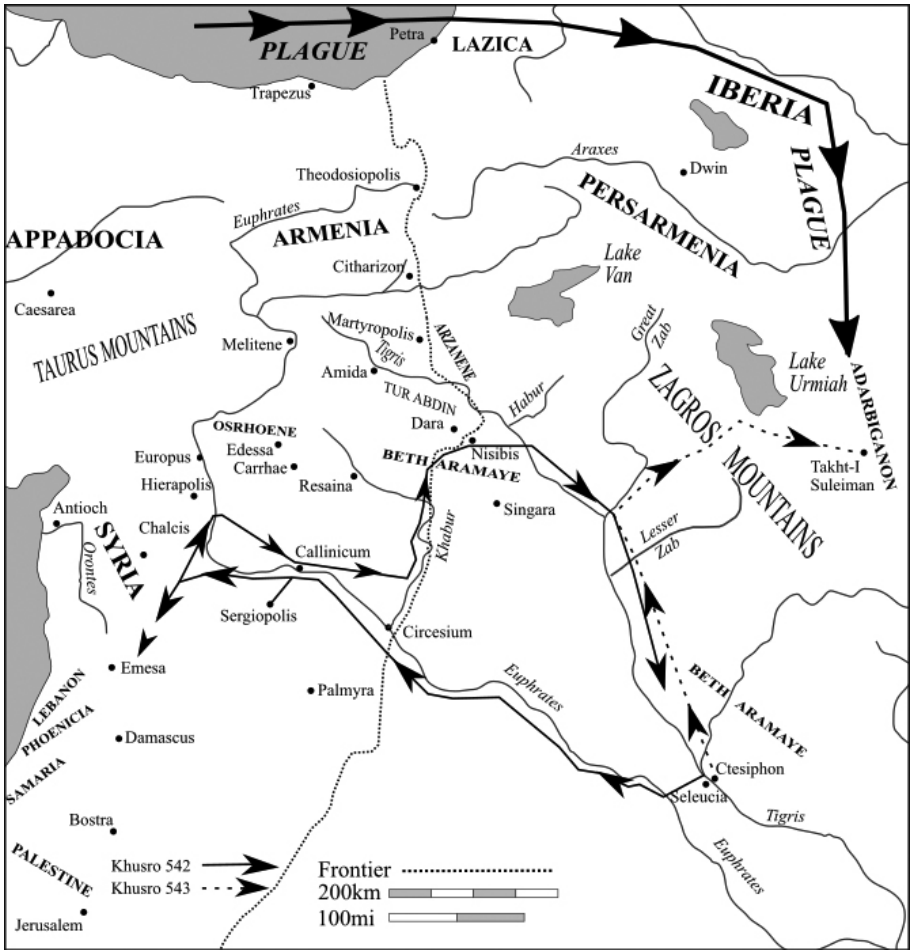 PLAGUE
Petra
LAZICA
Trapezus
IBERIA
PLAGUE
Araxes
Dwin
Theodosiopolis
Euphrates
ARMENIA
PERSARMENIA
APPADOCIA
Citharizon
Lake
Van
Caesarea
TAURUS MOUNTAINS
Melitene
Martyropolis
ARZANENE
Tigris
Amida
TUR ABDIN
Great
Zab
Lake
Urmiah
ADARBIGANON
ZAGROS
MOUNTAINS
Habur
Dara
Nisibis
OSRHOENE
Edessa
Carrhae
Resaina
BETH ARAMAYE
Europus
Hierapolis
Singara
Takht-I
Suleiman
Antioch
Chalcis
SYRIA
Orontes
Callinicum
Khabur
Lesser
Zab
Sergiopolis
Circesium
Emesa
Palmyra
Euphrates
BETH ARAMAYE
LEBANON
PHOENICIA
Damascus
SAMARIA
Ctesiphon
Seleucia
Tigris
Euphrates
Bostra
PALESTINE
Jerusalem
Khusro 542
Khusro 543
Frontier
200km
100mi